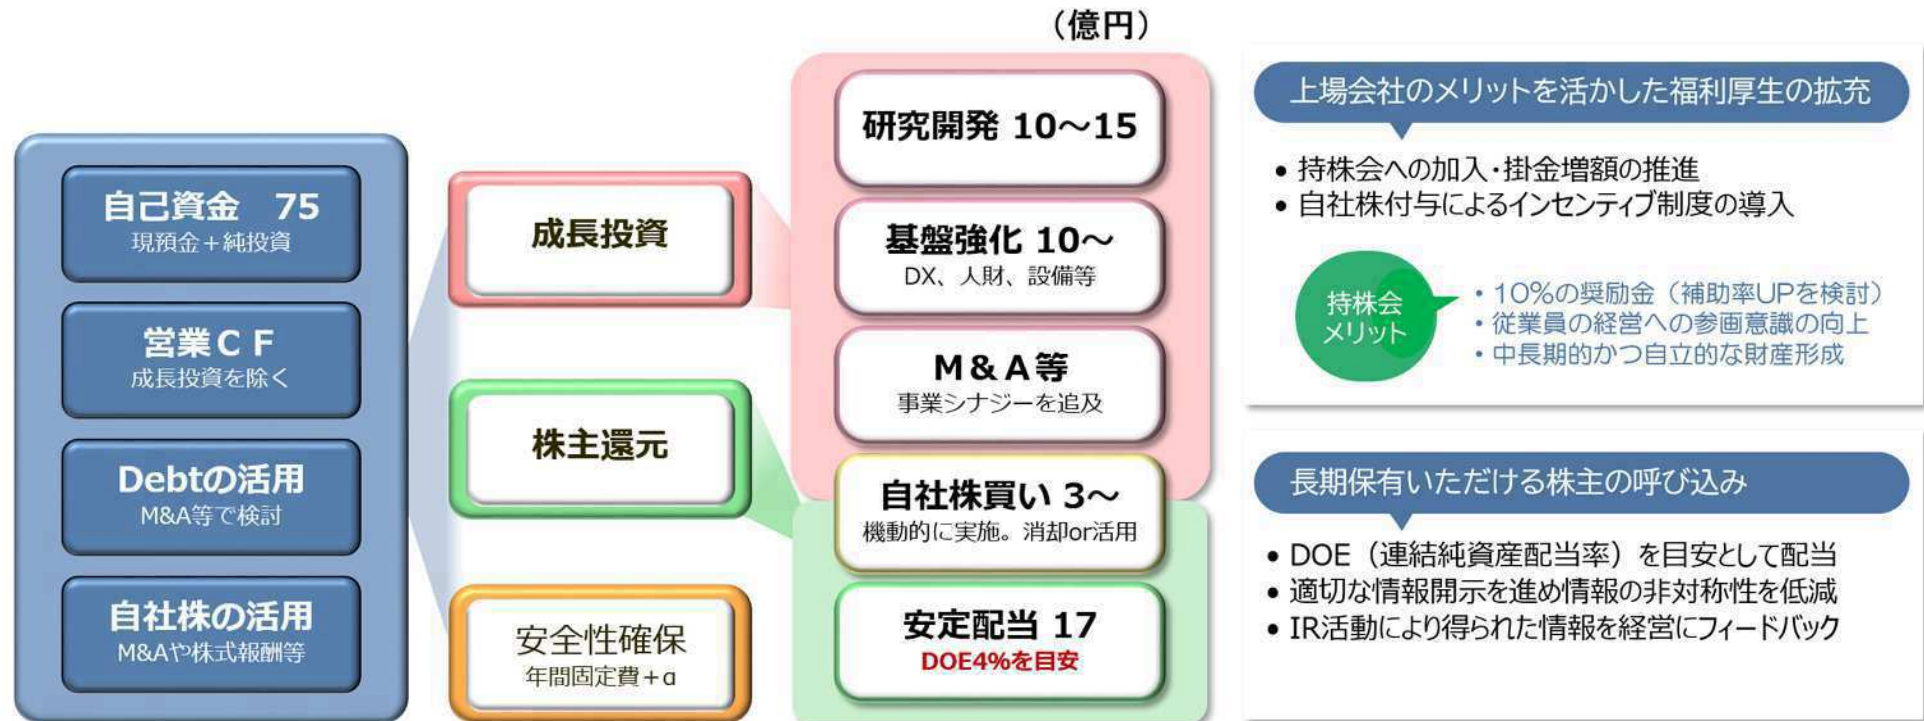 （億円）
自己資金　75
現預金＋純投資
営業ＣＦ
成長投資を除く
Debtの活用
M&A等で検討
自社株の活用
M&Aや株式報酬等
成長投資
株主還元
安全性確保
年間固定費＋α
研究開発 10～15
基盤強化 10～
DX、人財、設備等
Ｍ＆Ａ等
事業シナジーを追及
自社株買い 3～
機動的に実施。消却or活用
安定配当 17
DOE4%を目安
上場会社のメリットを活かした福利厚生の拡充
• 持株会への加入・掛金増額の推進
• 自社株付与によるインセンティブ制度の導入
持株会
メリット
・10%の奨励金（補助率UPを検討）
・従業員の経営への参画意識の向上
・中長期的かつ自立的な財産形成
長期保有いただける株主の呼び込み
• DOE（連結純資産配当率）を目安として配当
• 適切な情報開示を進め情報の非対称性を低減
• IR活動により得られた情報を経営にフィードバック